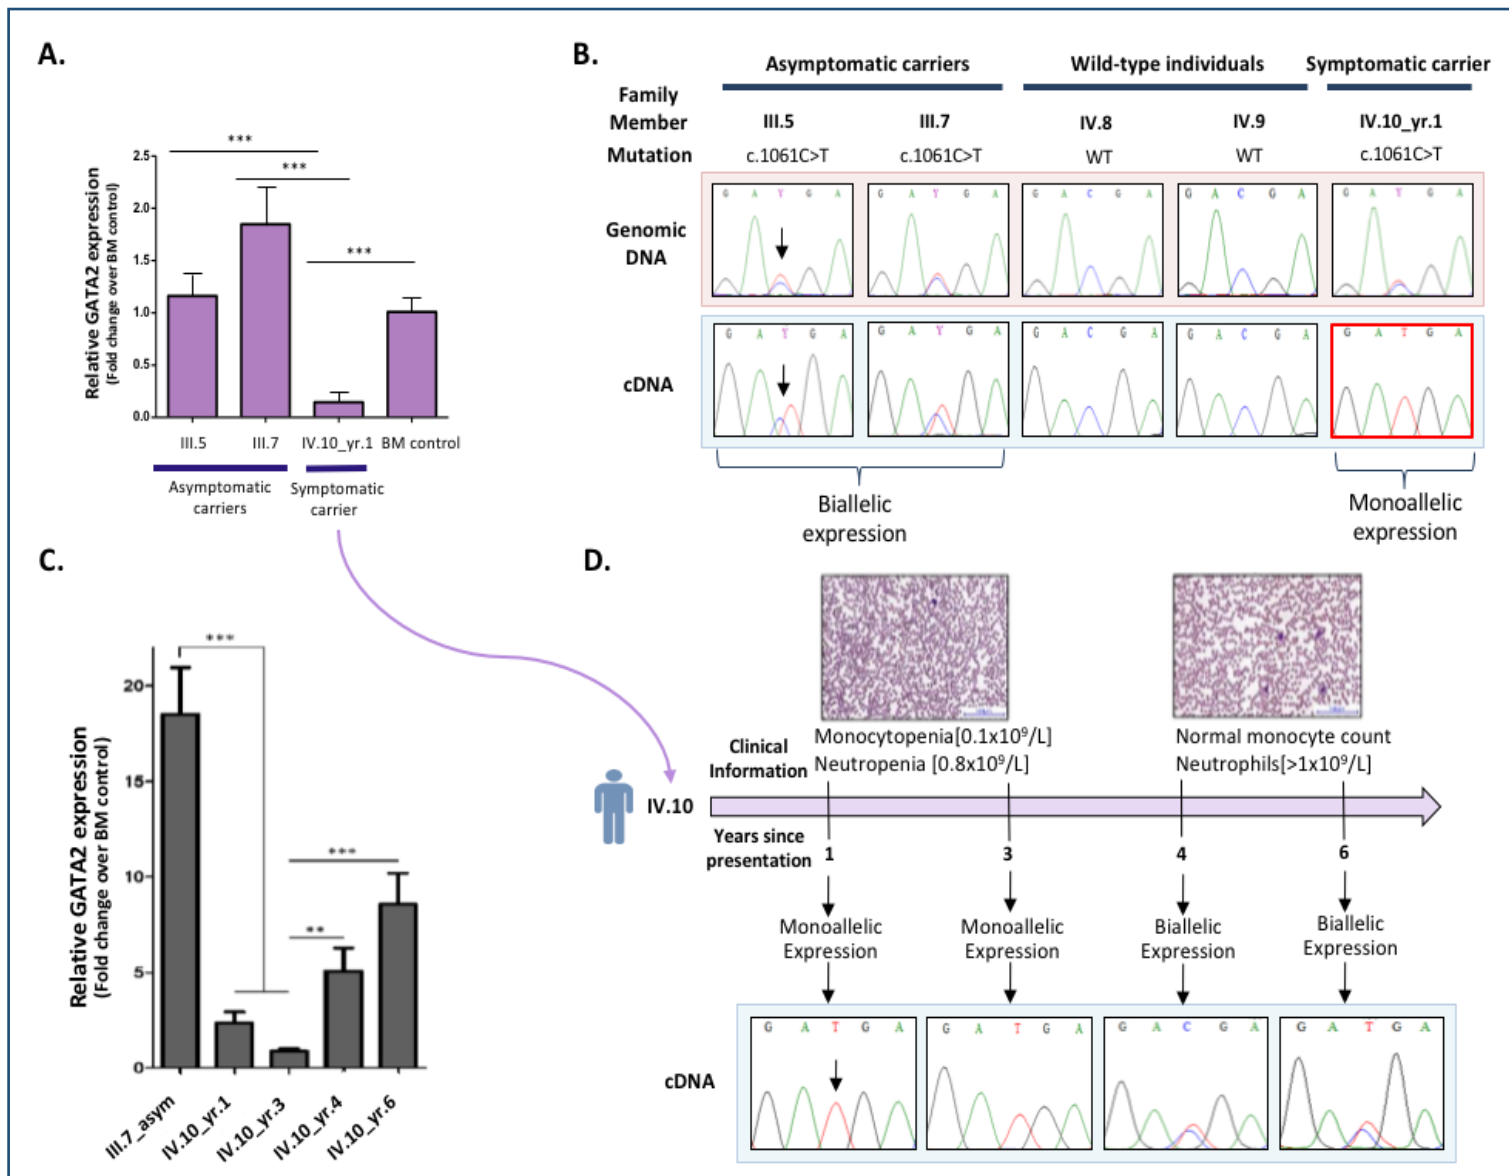 A.
Relative GATA2 expression
(Fold change over BM control)
2.5
2.0
1.5
1.0
0.5
0.0
***
***
***
III.5
III.7
IV.10_yr.1
BM control
Asymptomatic
carriers
Symptomatic
carrier
B.
Asymptomatic carriers
Wild-type individuals
Symptomatic carrier
Family
Member
III.5
III.7
IV.8
IV.9
IV.10_yr.1
Mutation
c.1061C>T
c.1061C>T
WT
WT
c.1061C>T
Genomic
DNA
G A Y G A
G A Y G A
G A C G A
G A C G A
G A Y G A
cDNA
G A Y G A
G A Y G A
G A C G A
G A C G A
G A T G A
Biallelic
expression
Monoallelic
expression
C.
Relative GATA2 expression
(Fold change over BM control)
20
15
10
5
0
***
***
**
III.7_asym
IV.10_yr.1
IV.10_yr.3
IV.10_yr.4
IV.10_yr.6
D.
Clinical
Information
Monocytopenia[0.1x10⁹/L]
Neutropenia [0.8x10⁹/L]
Normal monocyte count
Neutrophils[>1x10⁹/L]
IV.10
Years since
presentation
1
3
4
6
Monoallelic
Expression
Monoallelic
Expression
Biallelic
Expression
Biallelic
Expression
cDNA
G A T G A
G A T G A
G A C G A
G A T G A